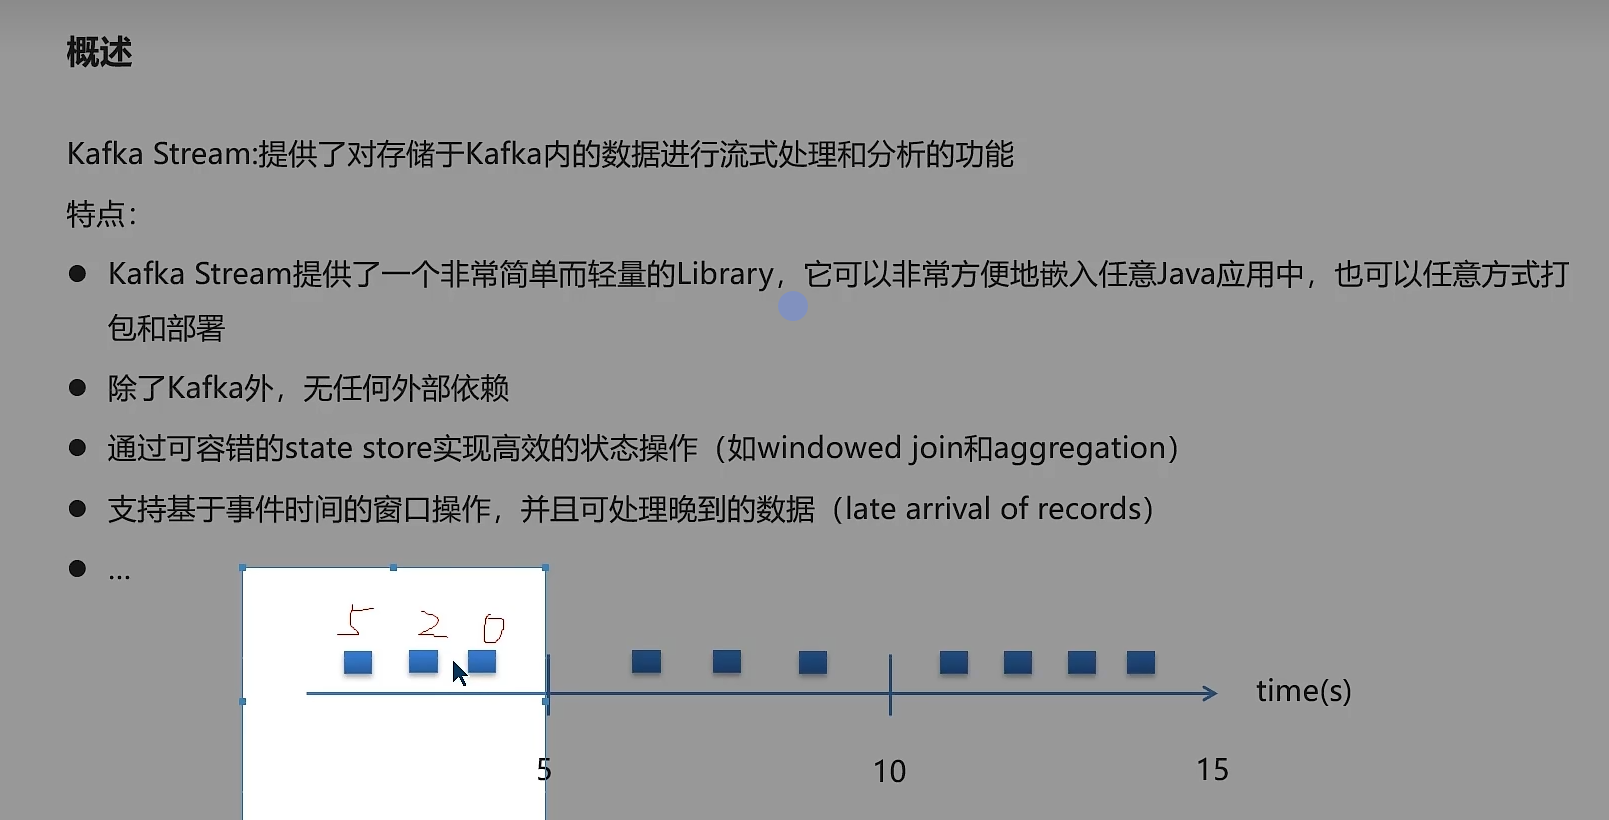 概述
Kafka Stream:提供了对存储于Kafka内的数据进行流式处理和分析的功能
特点：
● Kafka Stream提供了一个非常简单而轻量的Library，它可以非常方便地嵌入任意Java应用中，也可以任意方式打
包和部署
● 除了Kafka外，无任何外部依赖
● 通过可容错的state store实现高效的状态操作（如windowed join和aggregation）
● 支持基于事件时间的窗口操作，并且可处理晚到的数据（late arrival of records）
● ...
5 2 0
time(s)
5 10 15